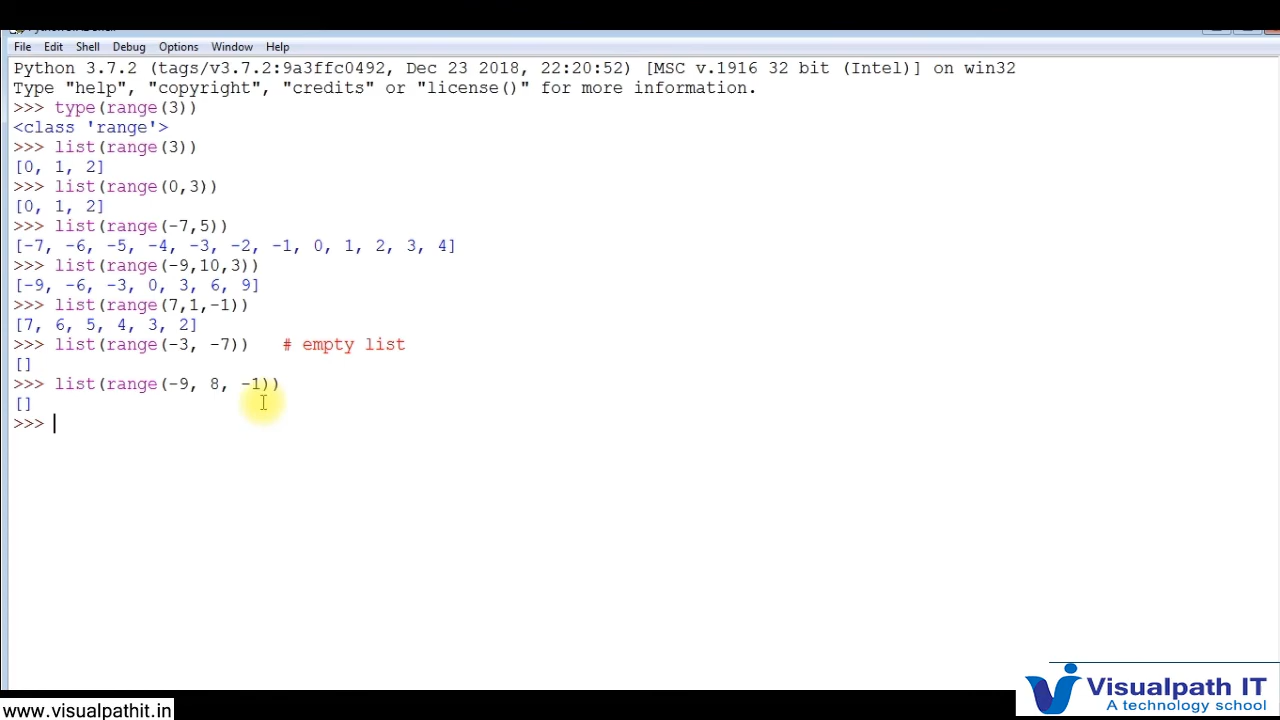 File Edit Shell Debug Options Window Help
Python 3.7.2 (tags/v3.7.2:9a3ffc0492, Dec 23 2018, 22:20:52) [MSC v.1916 32 bit (Intel)] on win32
Type "help", "copyright", "credits" or "license()" for more information.
>>> type(range(3))
<class 'range'>
>>> list(range(3))
[0, 1, 2]
>>> list(range(0,3))
[0, 1, 2]
>>> list(range(-7,5))
[-7, -6, -5, -4, -3, -2, -1, 0, 1, 2, 3, 4]
>>> list(range(-9,10,3))
[-9, -6, -3, 0, 3, 6, 9]
>>> list(range(7,1,-1))
[7, 6, 5, 4, 3, 2]
>>> list(range(-3, -7))   # empty list
[]
>>> list(range(-9, 8, -1))
[]
>>>
Visualpath IT
A technology school
www.visualpathit.in